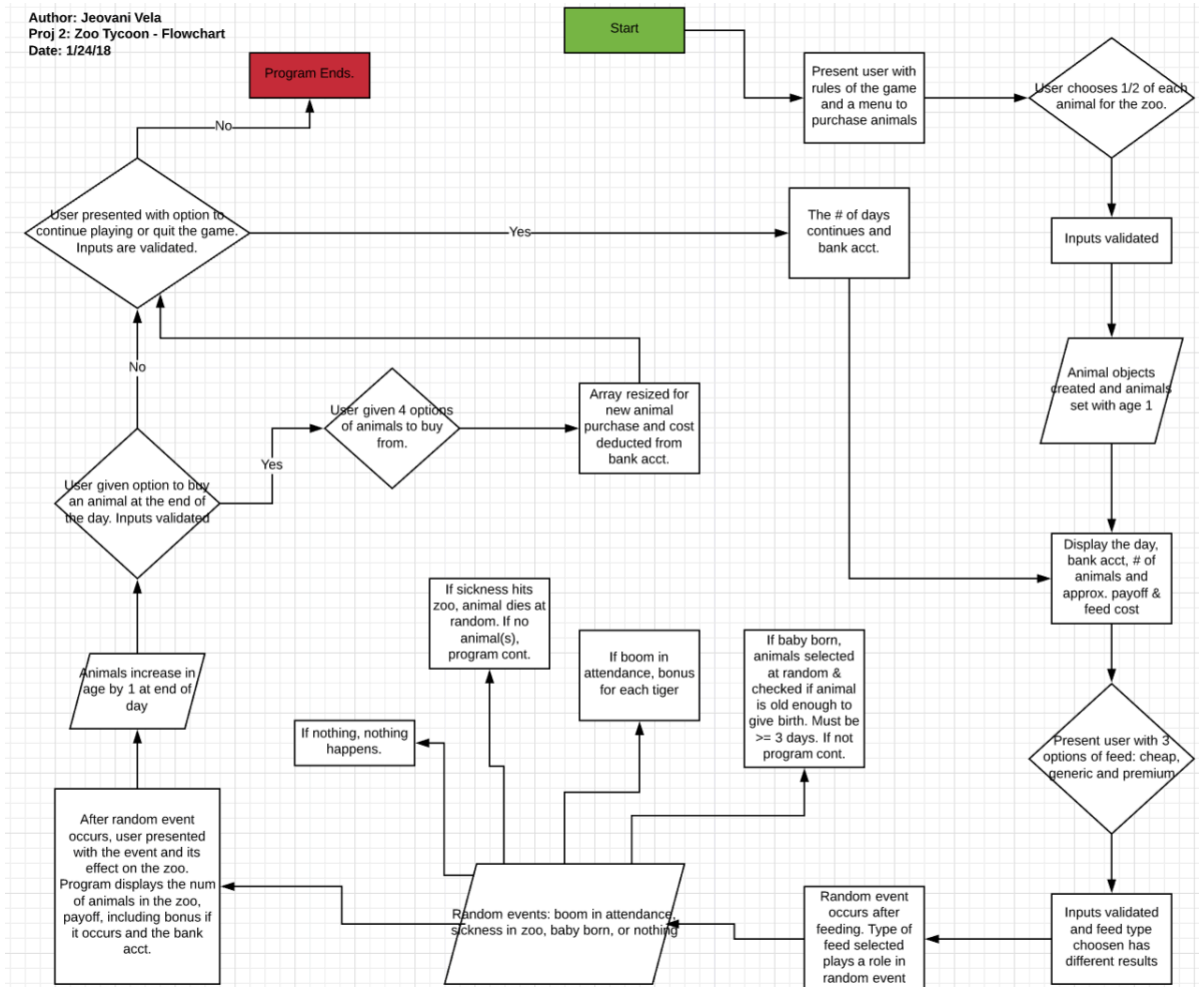 Author: Jeovani Vela
Proj 2: Zoo Tycoon - Flowchart
Date: 1/24/18
Start
Program Ends.
Present user with
rules of the game
and a menu to
purchase animals
User chooses 1/2 of each
animal for the zoo.
No
User presented with option to
continue playing or quit the game.
Inputs are validated.
Yes
The # of days
continues and
bank acct.
Inputs validated
No
User given 4 options
of animals to buy
from.
Array resized for
new animal
purchase and cost
deducted from
bank acct.
Animal objects
created and animals
set with age 1
Yes
User given option to buy
an animal at the end of
the day. Inputs validated
Display the day,
bank acct, # of
animals and
approx. payoff &
feed cost
If sickness hits
zoo, animal dies at
random. If no
animal(s),
program cont.
If boom in
attendance, bonus
for each tiger
If baby born,
animals selected
at random &
checked if animal
is old enough to
give birth. Must be
>= 3 days. If not
program cont.
Animals increase in
age by 1 at end of
day
If nothing, nothing
happens.
Present user with 3
options of feed: cheap,
generic and premium
After random event
occurs, user presented
with the event and its
effect on the zoo.
Program displays the num
of animals in the zoo,
payoff, including bonus if
it occurs and the bank
acct.
Random events: boom in attendance,
sickness in zoo, baby born, or nothing
Random event
occurs after
feeding. Type of
feed selected
plays a role in
random event
Inputs validated
and feed type
choosen has
different results